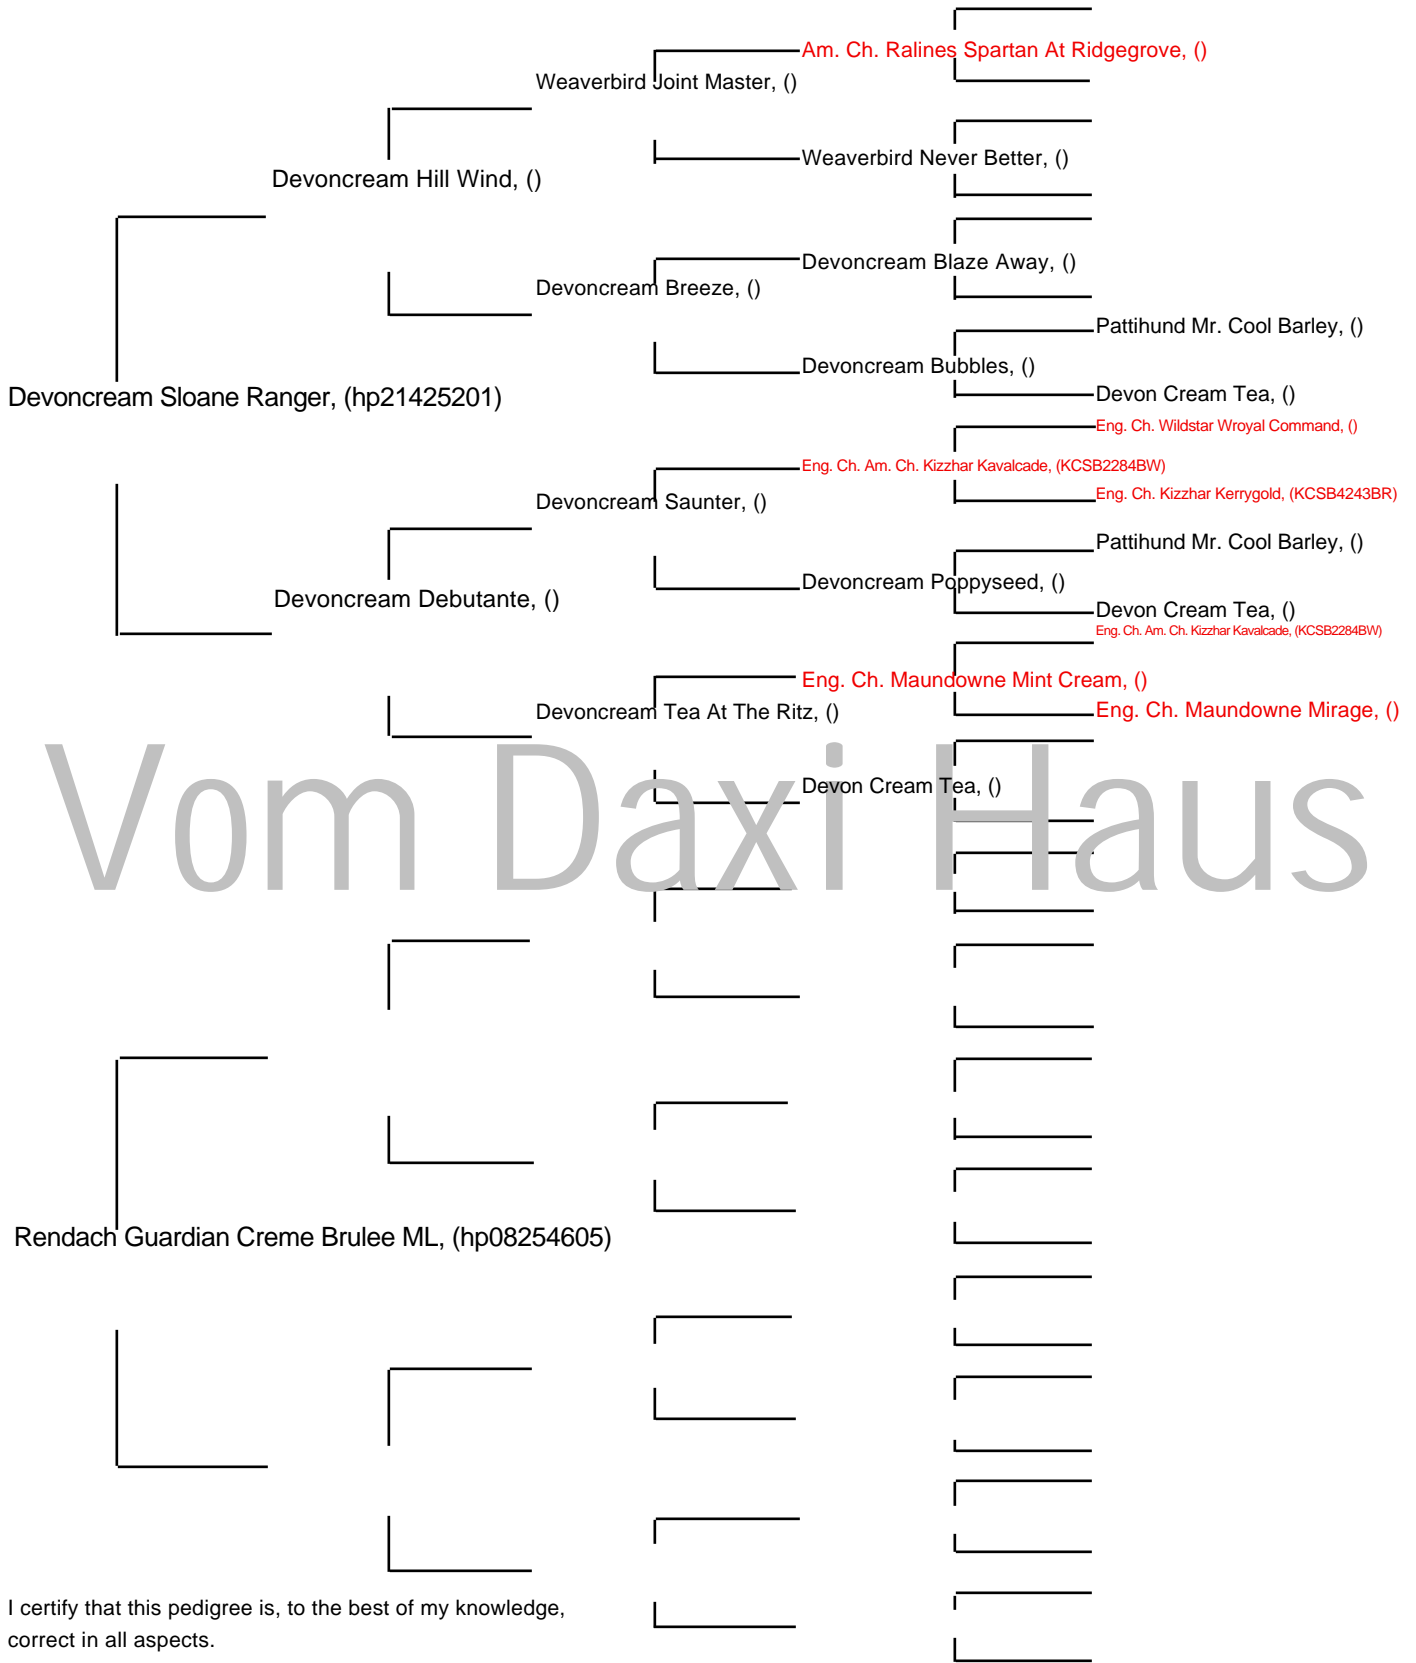 Am. Ch. Ralines Spartan At Ridgegrove, ()
Weaverbird Joint Master, ()
Weaverbird Never Better, ()
Devoncream Hill Wind, ()
Devoncream Blaze Away, ()
Devoncream Breeze, ()
Pattihund Mr. Cool Barley, ()
Devoncream Bubbles, ()
Devon Cream Tea, ()
Devoncream Sloane Ranger, (hp21425201)
Eng. Ch. Wildstar Wroyal Command, ()
Eng. Ch. Am. Ch. Kizzhar Kavalcade, (KCSB2284BW)
Eng. Ch. Kizzhar Kerrygold, (KCSB4243BR)
Devoncream Saunter, ()
Pattihund Mr. Cool Barley, ()
Devoncream Poppyseed, ()
Devoncream Debutante, ()
Devon Cream Tea, ()
Eng. Ch. Am. Ch. Kizzhar Kavalcade, (KCSB2284BW)
Eng. Ch. Maundowne Mint Cream, ()
Devoncream Tea At The Ritz, ()
Eng. Ch. Maundowne Mirage, ()
Devon Cream Tea, ()
Vom Daxi Haus
Rendach Guardian Creme Brulee ML, (hp08254605)
I certify that this pedigree is, to the best of my knowledge,
correct in all aspects.